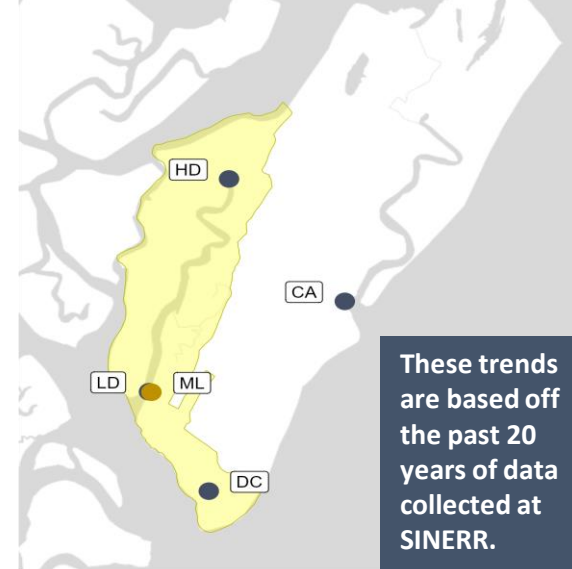 HD
CA
LD ML
DC
These trends
are based off
the past 20
years of data
collected at
SINERR.